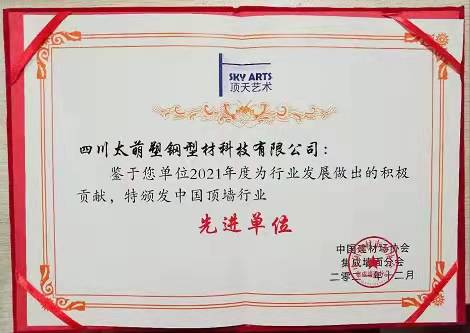 SKY ARTS
顶天艺术
四川太萌塑钢型材科技有限公司：
鉴于您单位2021年度为行业发展做出的积极
贡献，特颁发中国顶墙行业
先进单位
中国建材市场协会
集成墙面分会
二零二一年十二月